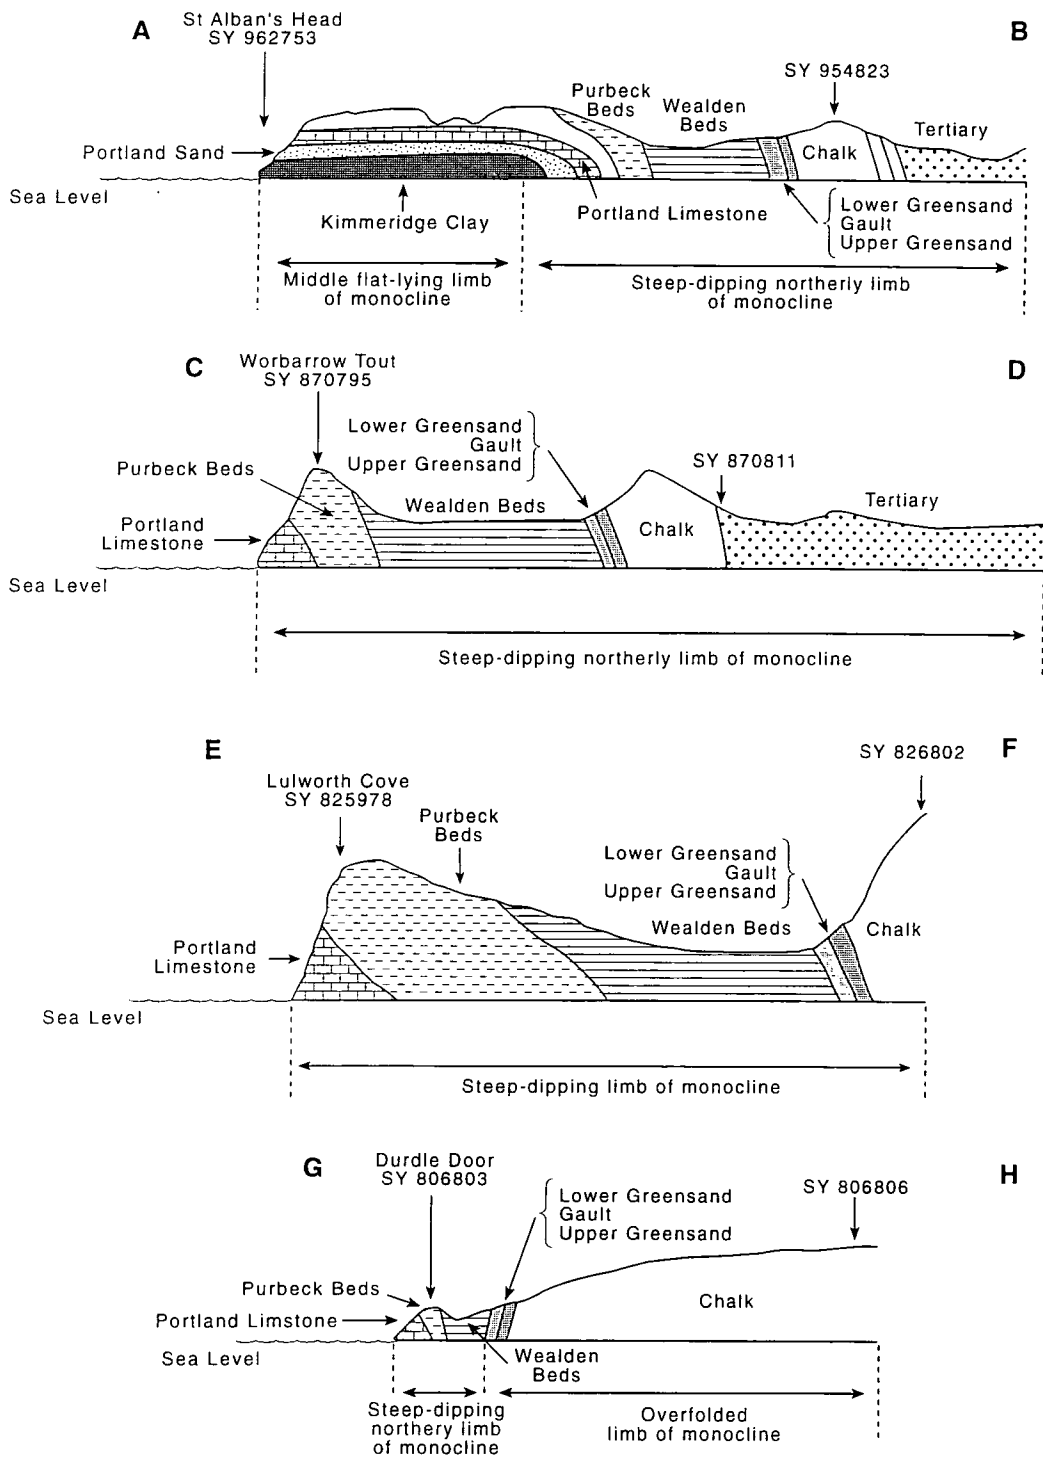 St Alban's Head
SY 962753
A
B
SY 954823
Purbeck
Beds
Wealden
Beds
Tertiary
Portland Sand
Chalk
Sea Level
Kimmeridge Clay
Portland Limestone
Lower Greensand
Gault
Upper Greensand
Middle flat-lying limb
of monocline
Steep-dipping northerly limb
of monocline
C
Worbarrow Tout
SY 870795
D
Lower Greensand
Gault
Upper Greensand
SY 870811
Purbeck Beds
Wealden Beds
Tertiary
Portland
Limestone
Chalk
Sea Level
Steep-dipping northerly limb of monocline
E
SY 826802
F
Lulworth Cove
SY 825978
Purbeck
Beds
Lower Greensand
Gault
Upper Greensand
Wealden Beds
Chalk
Portland
Limestone
Sea Level
Steep-dipping limb of monocline
G
Durdle Door
SY 806803
H
Lower Greensand
Gault
Upper Greensand
SY 806806
Purbeck Beds
Portland Limstone
Chalk
Sea Level
Wealden
Beds
Steep-dipping
northery limb
of monocline
Overfolded
limb of monocline